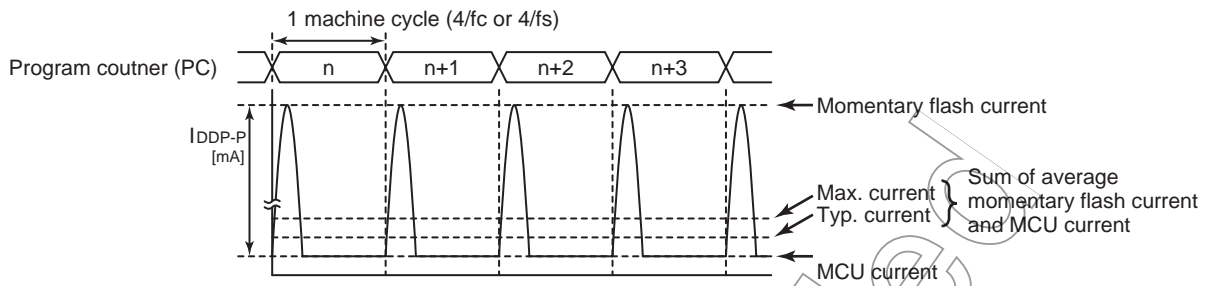 1 machine cycle (4/fc or 4/fs)
Program coutner (PC)
n
n+1
n+2
n+3
Momentary flash current
IDDP-P
[mA]
Max. current
Typ. current
Sum of average
momentary flash current
and MCU current
MCU current